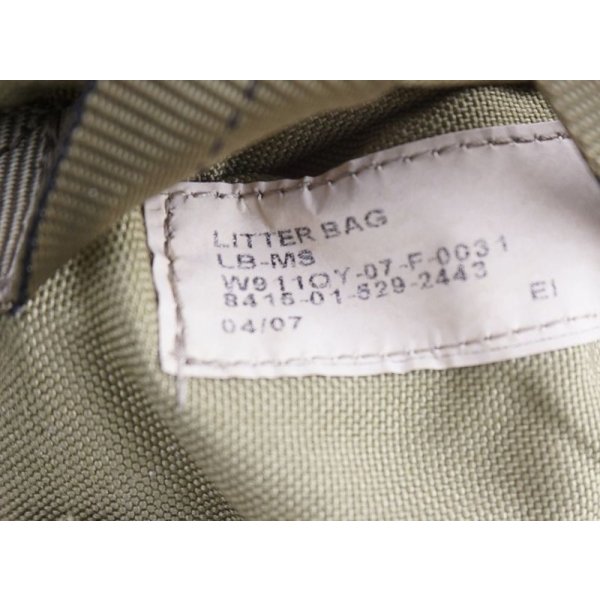 LITTER BAG
LB-MS
W911QY-07-F-0031
8415-01-529-2443
04/07 EI